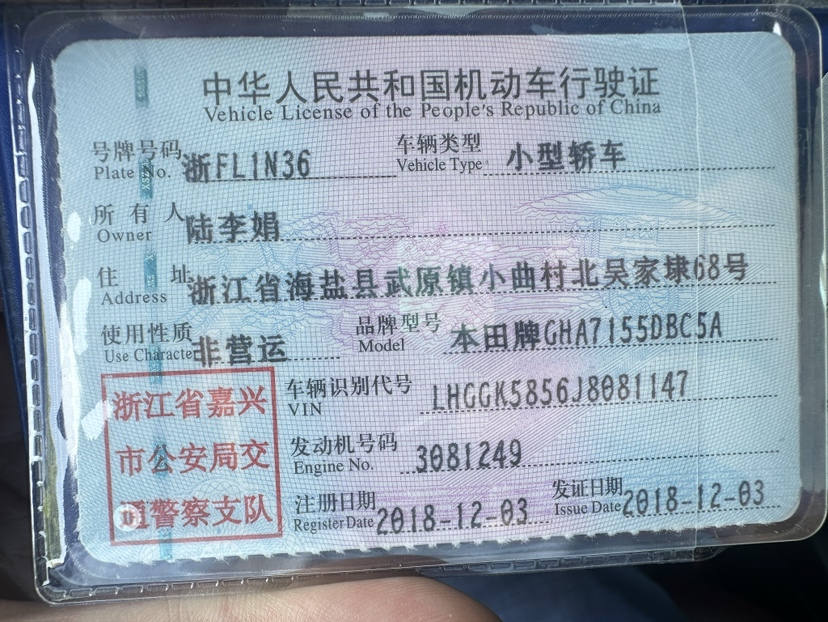 中华人民共和国机动车行驶证
Vehicle License of the People's Republic of China
号牌号码 浙FL1N36 车辆类型 小型轿车
Plate No. Vehicle Type
所有人 陆李娟
Owner
住址 浙江省海盐县武原镇小曲村北吴家埭68号
Address
使用性质 非营运 品牌型号 本田牌GHA7155DBC5A
Use Characte Model
浙江省嘉兴
市公安局交
通警察支队
车辆识别代号 LHGGK5856J8081147
VIN
发动机号码 3081249
Engine No.
注册日期 2018-12-03 发证日期 2018-12-03
Register Date Issue Date